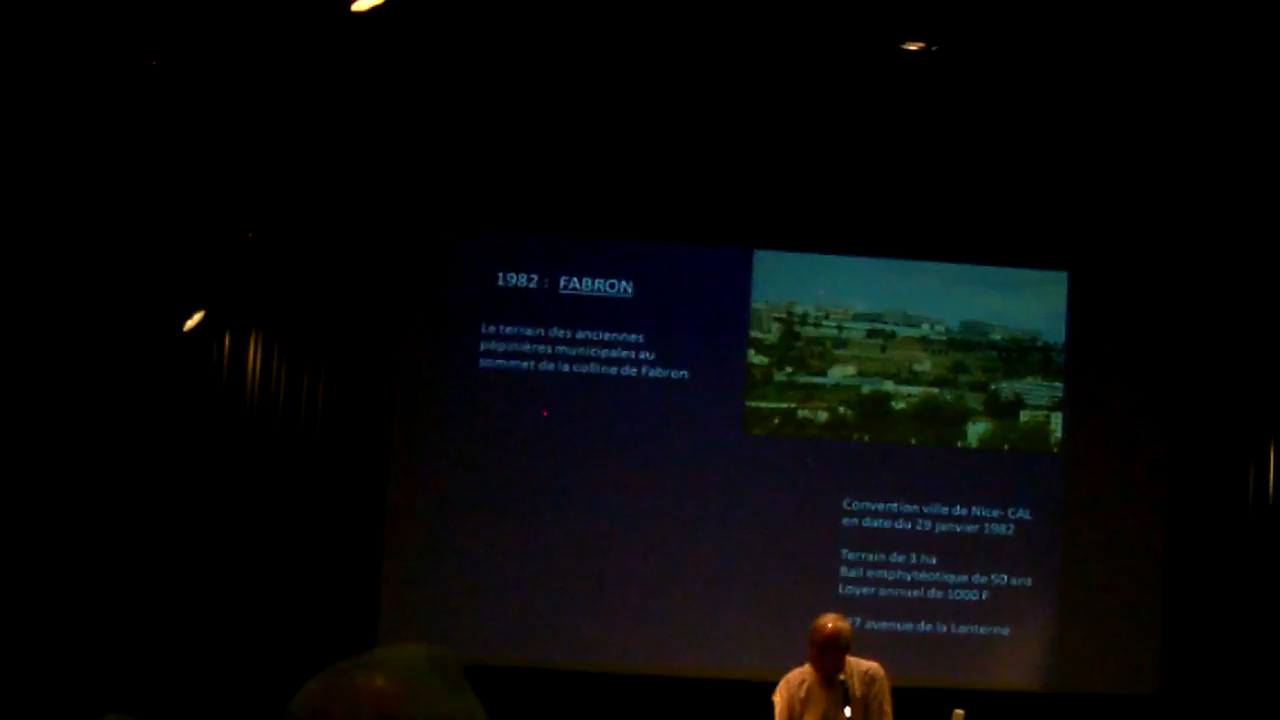 1982 : FABRON
Le terrain des anciennes
pépinières municipales au
sommet de la colline de Fabron
Convention ville de Nice- CAL
en date du 29 janvier 1982
Terrain de 3 ha
Bail emphytéotique de 50 ans
Loyer annuel de 1000 F
avenue de la Lanterne